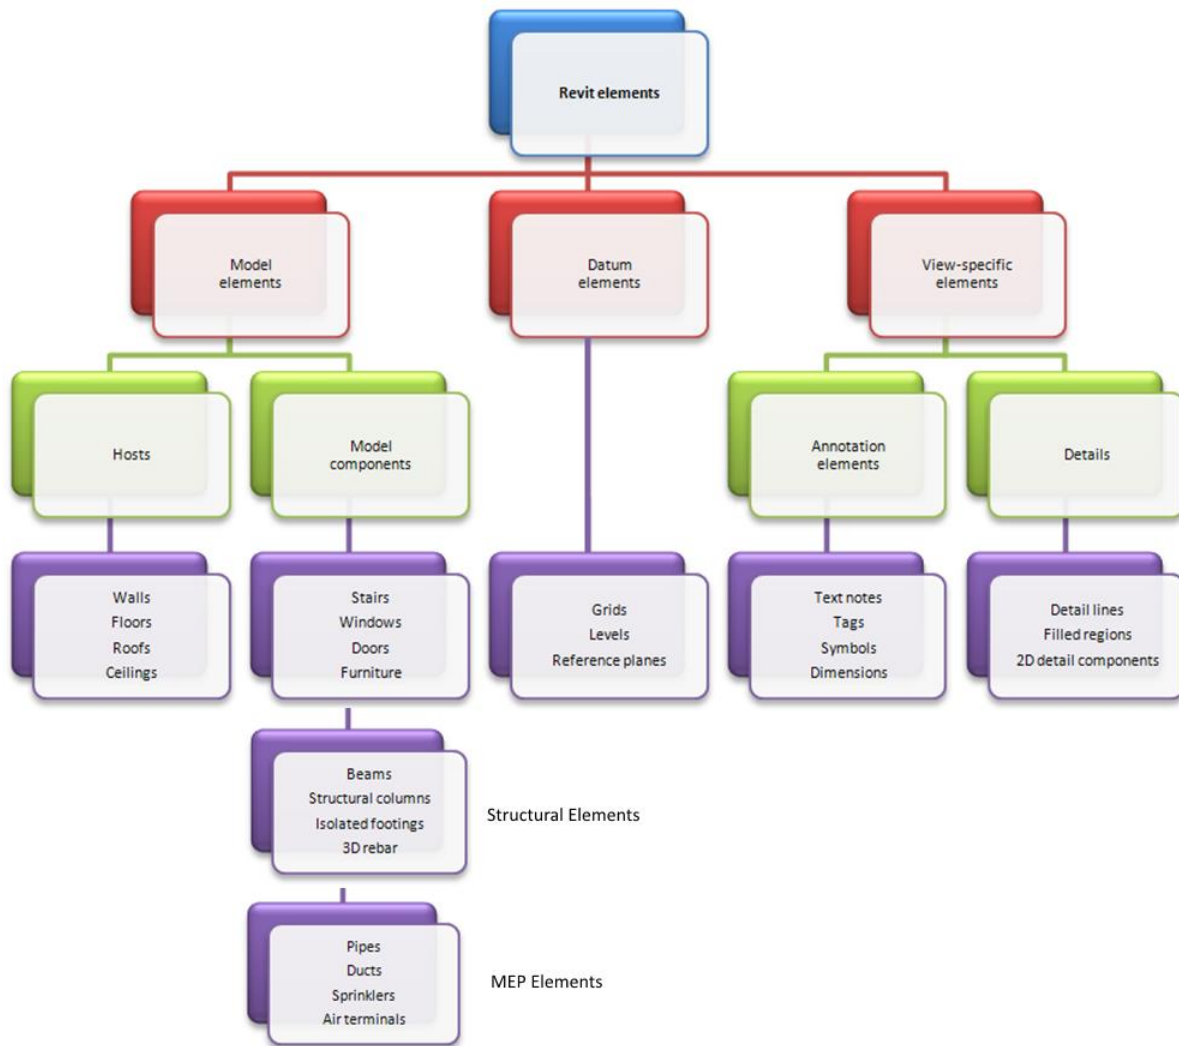 Revit elements
Model
elements
Datum
elements
View-specific
elements
Hosts
Model
components
Annotation
elements
Details
Walls
Floors
Roofs
Ceilings
Stairs
Windows
Doors
Furniture
Grids
Levels
Reference planes
Text notes
Tags
Symbols
Dimensions
Detail lines
Filled regions
2D detail components
Beams
Structural columns
Isolated footings
3D rebar
Structural Elements
Pipes
Ducts
Sprinklers
Air terminals
MEP Elements